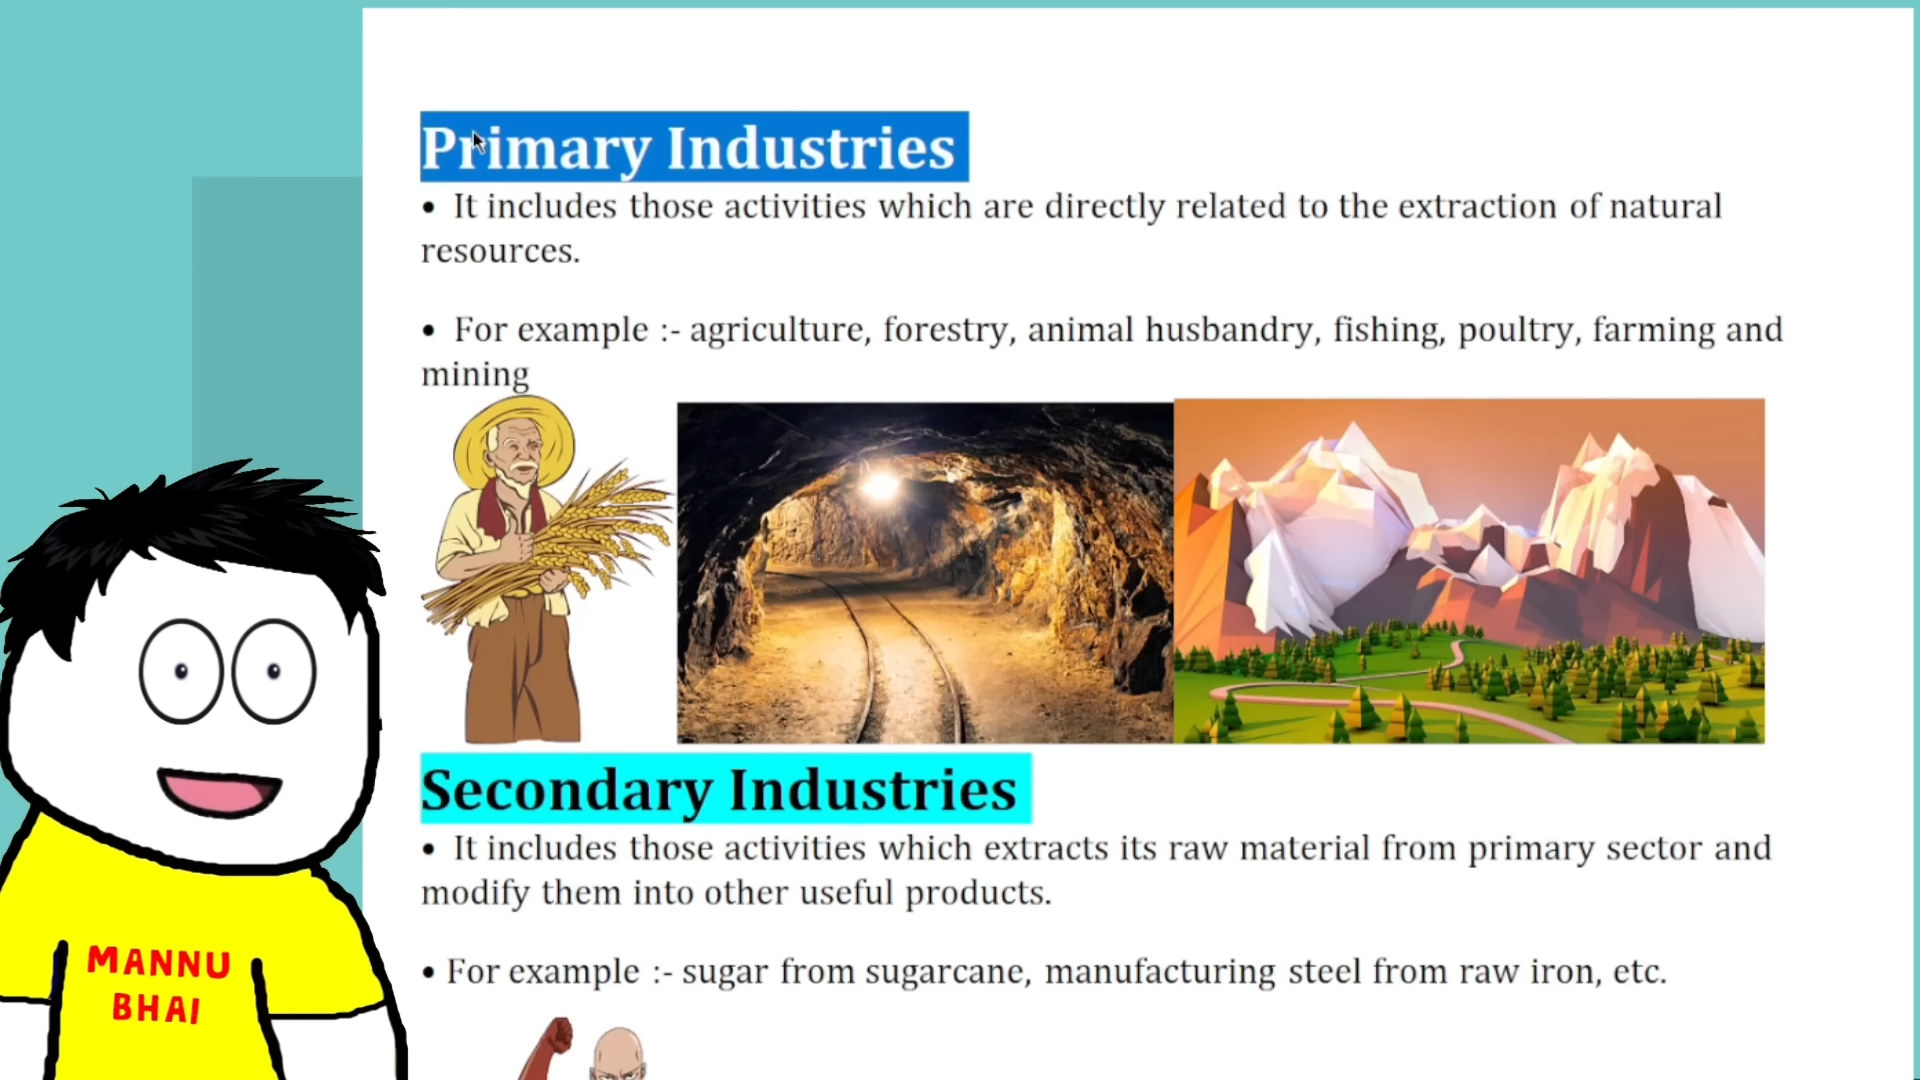 Primary Industries
• It includes those activities which are directly related to the extraction of natural
resources.
• For example :- agriculture, forestry, animal husbandry, fishing, poultry, farming and
mining
Secondary Industries
• It includes those activities which extracts its raw material from primary sector and
modify them into other useful products.
• For example :- sugar from sugarcane, manufacturing steel from raw iron, etc.
MANNU
BHAI